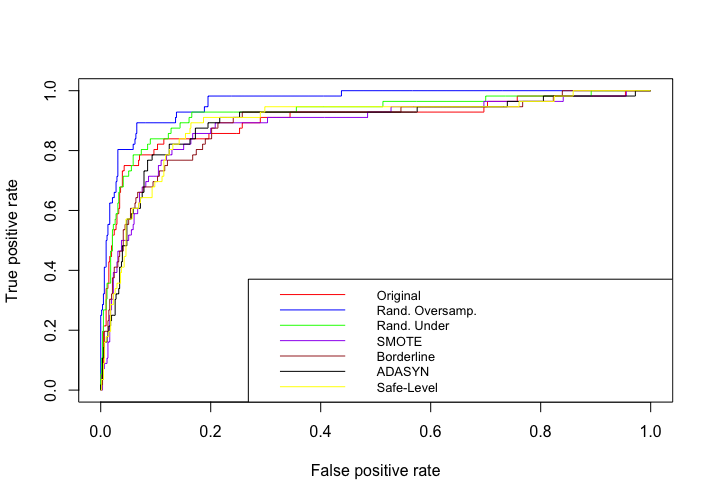 True positive rate
1.0
0.8
0.6
0.4
0.2
0.0
Original
Rand. Oversamp.
Rand. Under
SMOTE
Borderline
ADASYN
Safe-Level
0.0 0.2 0.4 0.6 0.8 1.0
False positive rate